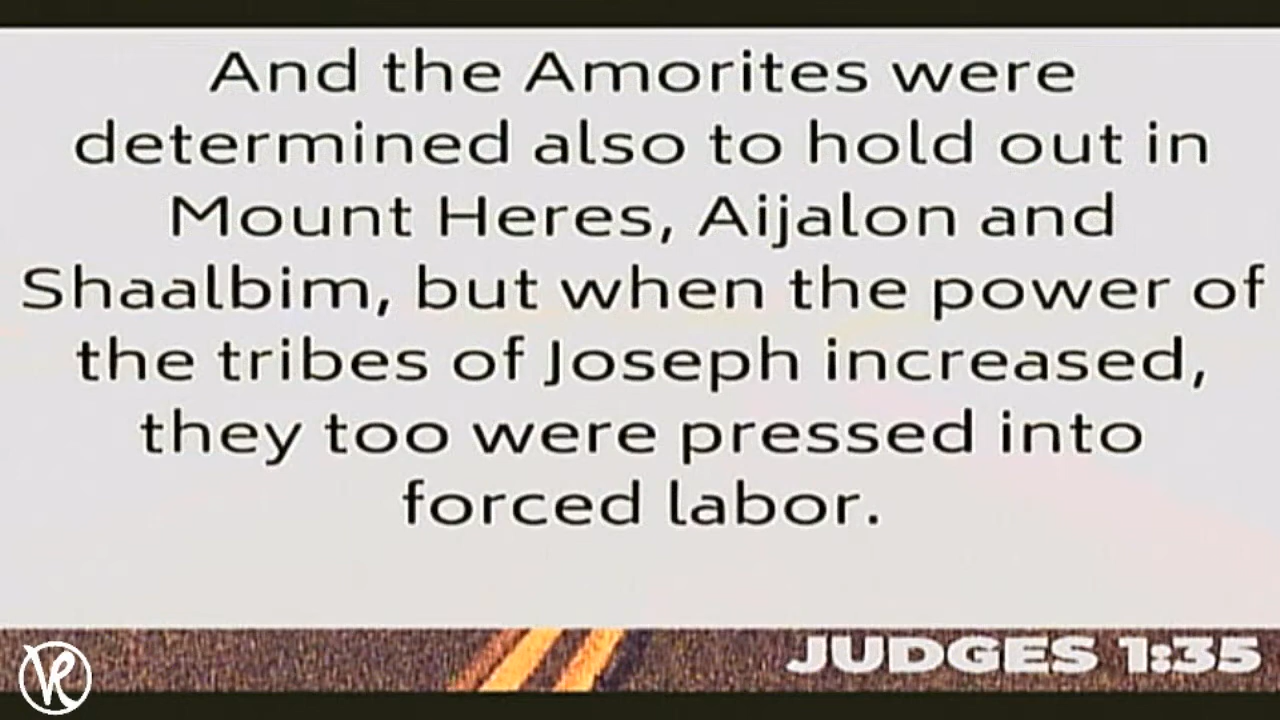 And the Amorites were
determined also to hold out in
Mount Heres, Aijalon and
Shaalbim, but when the power of
the tribes of Joseph increased,
they too were pressed into
forced labor.
JUDGES 1:35
VR